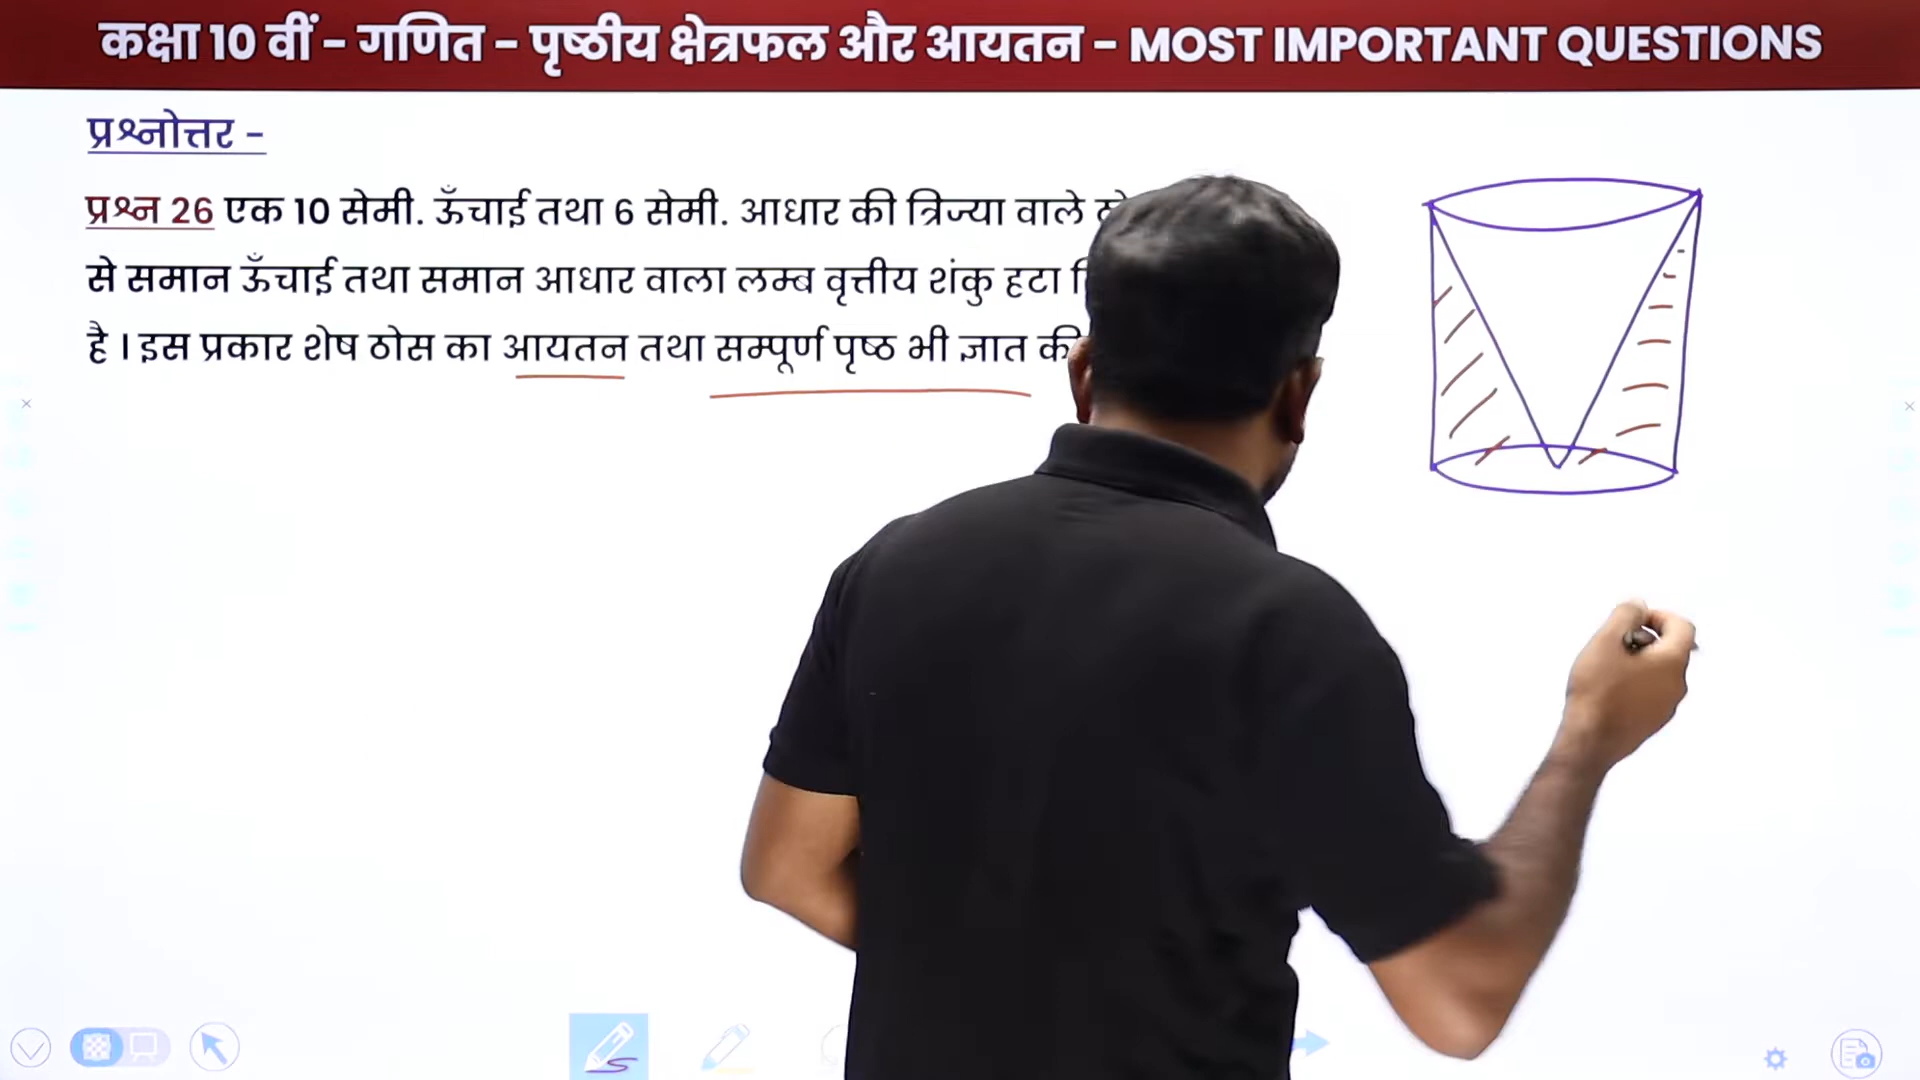 कक्षा 10 वीं - गणित - पृष्ठीय क्षेत्रफल और आयतन - MOST IMPORTANT QUESTIONS
प्रश्नोत्तर -
प्रश्न 26 एक 10 सेमी. ऊँचाई तथा 6 सेमी. आधार की त्रिज्या वाले
से समान ऊँचाई तथा समान आधार वाला लम्ब वृत्तीय शंकु हटा
है । इस प्रकार शेष ठोस का आयतन तथा सम्पूर्ण पृष्ठ भी ज्ञात